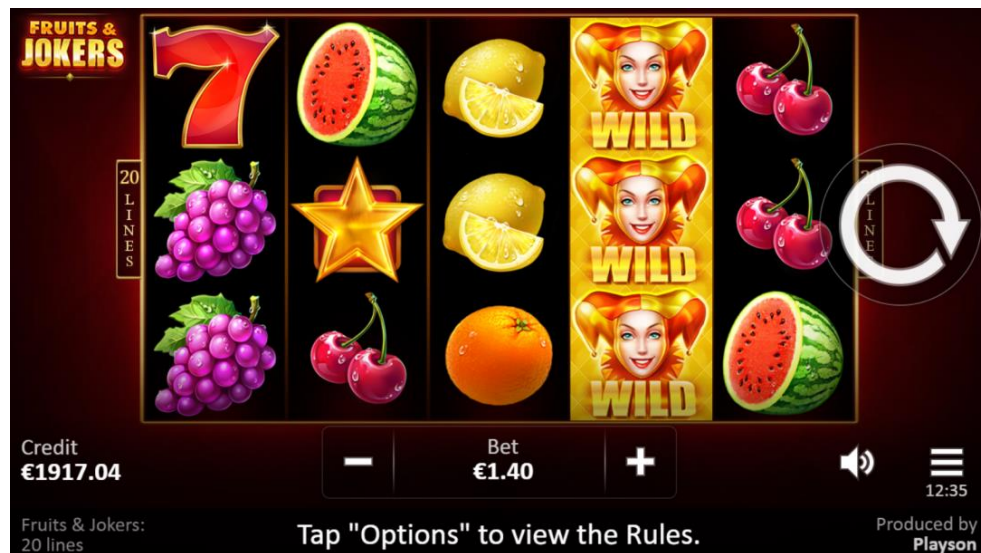 FRUITS &
JOKERS
WILD
20
L
I
N
E
S
WILD
L
I
N
E
WILD
Credit
€1917.04
Bet
€1.40
12:35
Fruits & Jokers:
20 lines
Tap "Options" to view the Rules.
Produced by
Playson